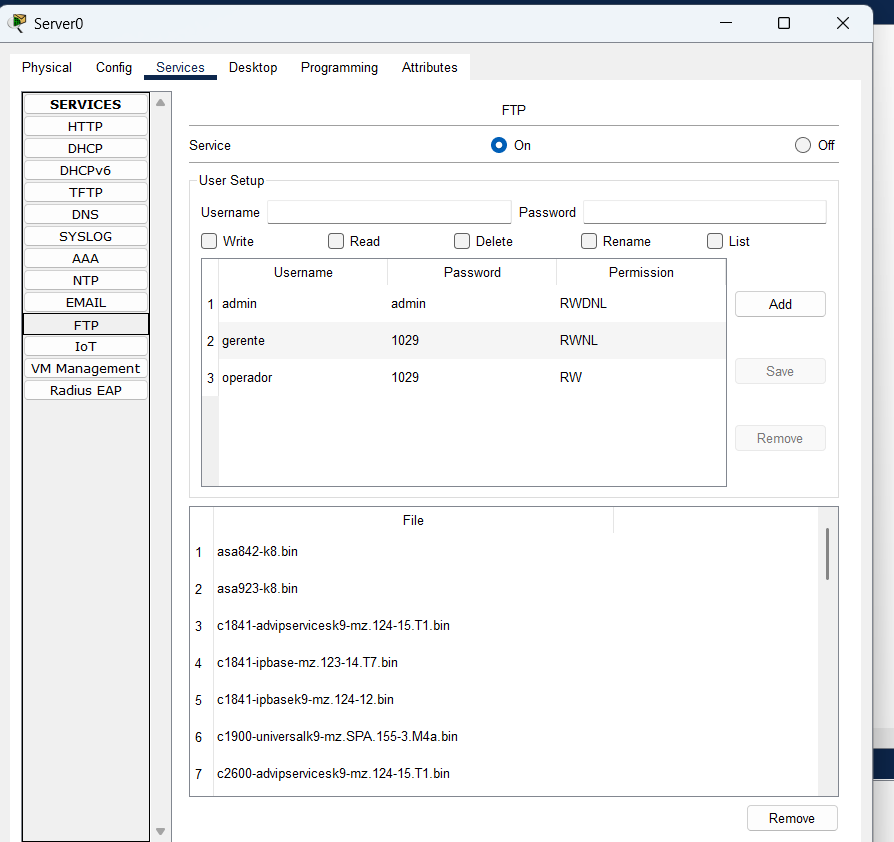 Server0
Physical Config Services Desktop Programming Attributes
SERVICES
HTTP
DHCP
DHCPv6
TFTP
DNS
SYSLOG
AAA
NTP
EMAIL
FTP
IoT
VM Management
Radius EAP
FTP
Service On Off
User Setup
Username Password
Write Read Delete Rename List
Username Password Permission
1 admin admin RWDNL
2 gerente 1029 RWNL
3 operador 1029 RW
Add
Save
Remove
File
1 asa842-k8.bin
2 asa923-k8.bin
3 c1841-advipservicesk9-mz.124-15.T1.bin
4 c1841-ipbase-mz.123-14.T7.bin
5 c1841-ipbasek9-mz.124-12.bin
6 c1900-universalk9-mz.SPA.155-3.M4a.bin
7 c2600-advipservicesk9-mz.124-15.T1.bin
Remove